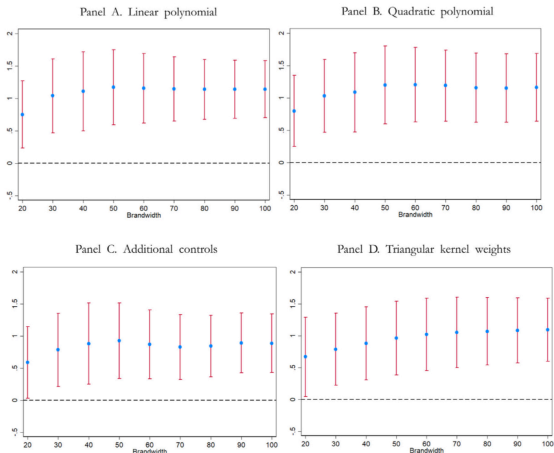 Panel A. Linear polynomial
Panel B. Quadratic polynomial
2
1.5
1
.5
0
-.5
20 30 40 50 60 70 80 90 100
Brandwidth
2
1.5
1
.5
0
-.5
20 30 40 50 60 70 80 90 100
Brandwidth
Panel C. Additional controls
Panel D. Triangular kernel weights
2
1.5
1
.5
0
-.5
20 30 40 50 60 70 80 90 100
Brandwidth
2
1.5
1
.5
0
-.5
20 30 40 50 60 70 80 90 100
Brandwidth